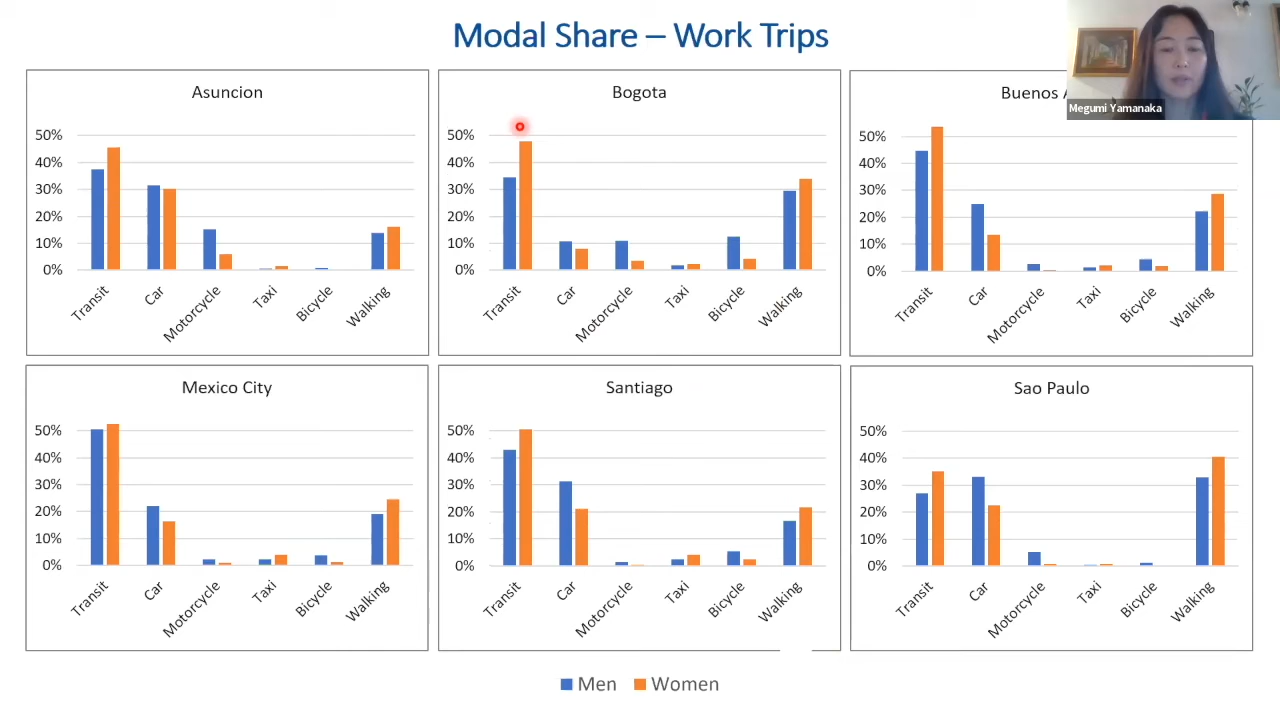 Modal Share – Work Trips
Megumi Yamanaka
Asuncion
50%
40%
30%
20%
10%
0%
Transit
Car
Motorcycle
Taxi
Bicycle
Walking
Bogota
50%
40%
30%
20%
10%
0%
Transit
Car
Motorcycle
Taxi
Bicycle
Walking
Buenos
50%
40%
30%
20%
10%
0%
Transit
Car
Motorcycle
Taxi
Bicycle
Walking
Mexico City
50%
40%
30%
20%
10%
0%
Transit
Car
Motorcycle
Taxi
Bicycle
Walking
Santiago
50%
40%
30%
20%
10%
0%
Transit
Car
Motorcycle
Taxi
Bicycle
Walking
Sao Paulo
50%
40%
30%
20%
10%
0%
Transit
Car
Motorcycle
Taxi
Bicycle
Walking
Men Women